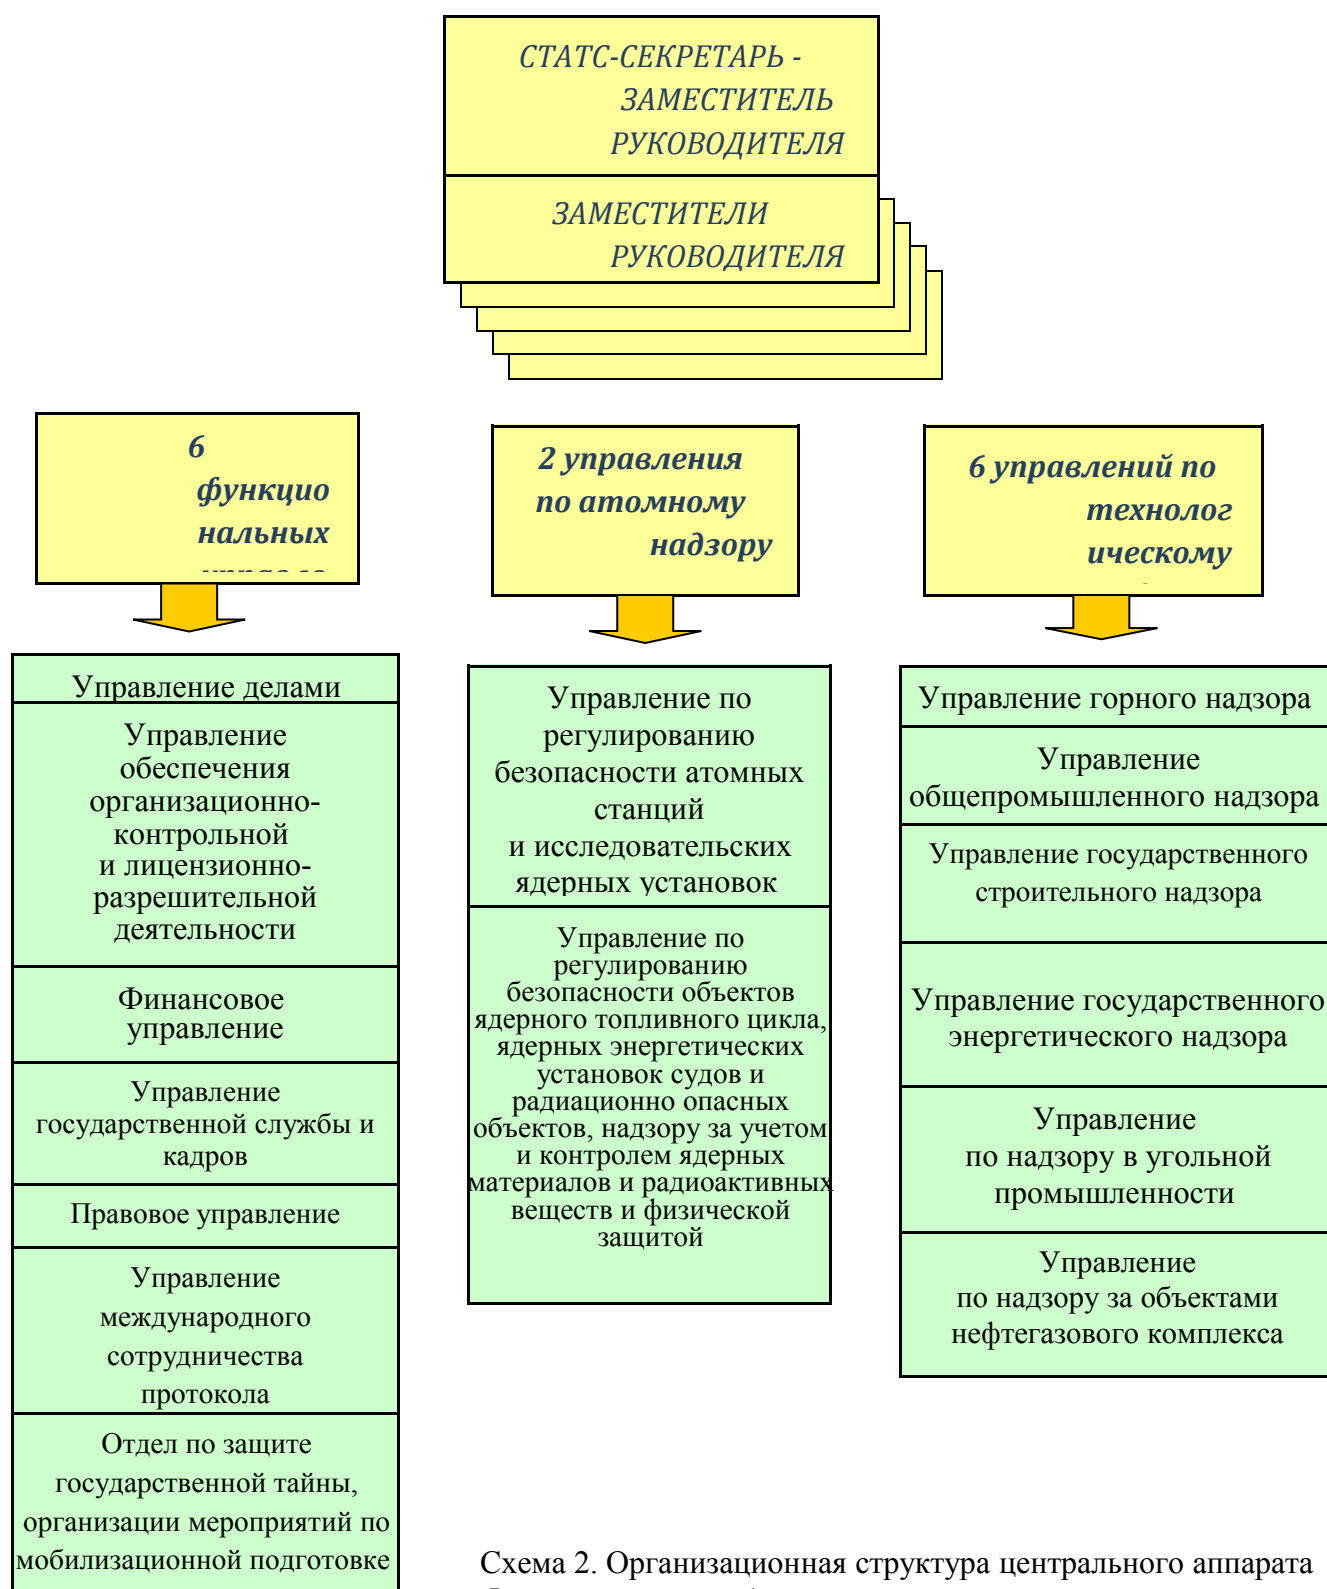 СТАТС-СЕКРЕТАРЬ -
ЗАМЕСТИТЕЛЬ
РУКОВОДИТЕЛЯ
ЗАМЕСТИТЕЛИ
РУКОВОДИТЕЛЯ
6
функцио
нальных
2 управления
по атомному
надзору
6 управлений по
технолог
ическому
Управление делами
Управление
обеспечения
организационно-
контрольной
и лицензионно-
разрешительной
деятельности
Финансовое
управление
Управление
государственной службы и
кадров
Правовое управление
Управление
международного
сотрудничества
протокола
Отдел по защите
государственной тайны,
организации мероприятий по
мобилизационной подготовке
Управление по
регулированию
безопасности атомных
станций
и исследовательских
ядерных установок
Управление по
регулированию
безопасности объектов
ядерного топливного цикла,
ядерных энергетических
установок судов и
радиационно опасных
объектов, надзору за учетом
и контролем ядерных
материалов и радиоактивных
веществ и физической
защитой
Управление горного надзора
Управление
общепромышленного надзора
Управление государственного
строительного надзора
Управление государственного
энергетического надзора
Управление
по надзору в угольной
промышленности
Управление
по надзору за объектами
нефтегазового комплекса
Схема 2. Организационная структура центрального аппарата